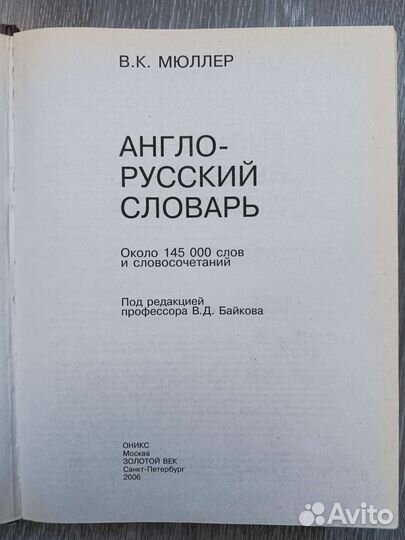 В.К. МЮЛЛЕР
АНГЛО-
РУССКИЙ
СЛОВАРЬ
Около 145 000 слов
и словосочетаний
Под редакцией
профессора В.Д. Байкова
ОНИКС
Москва
ЗОЛОТОЙ ВЕК
Санкт-Петербург
2006
Avito